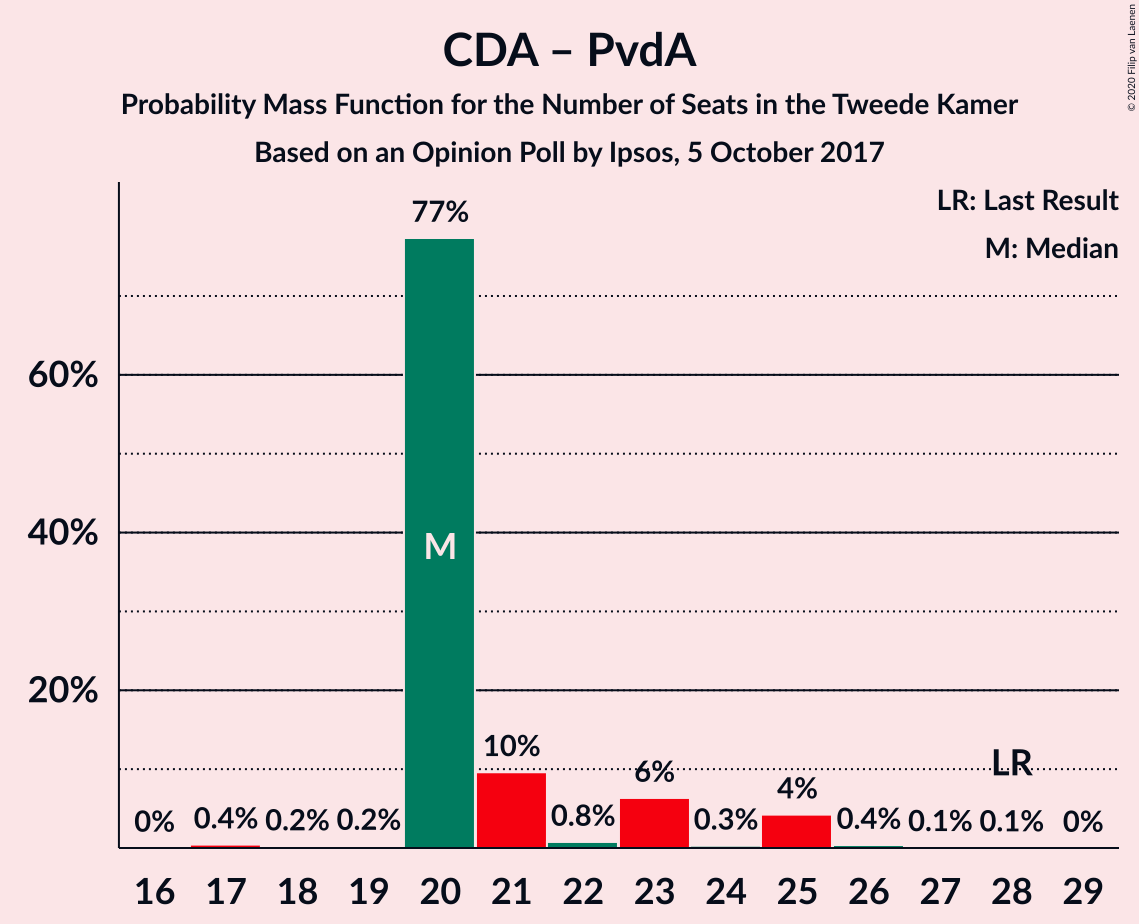 CDA – PvdA
Probability Mass Function for the Number of Seats in the Tweede Kamer
Based on an Opinion Poll by Ipsos, 5 October 2017
© 2020 Filip van Laenen
LR: Last Result
M: Median
77%
60%
40%
20%
M
10%
6%
4%
LR
0%
0.4%
0.2%
0.2%
0.8%
0.3%
0.4%
0.1%
0.1%
0%
16 17 18 19 20 21 22 23 24 25 26 27 28 29